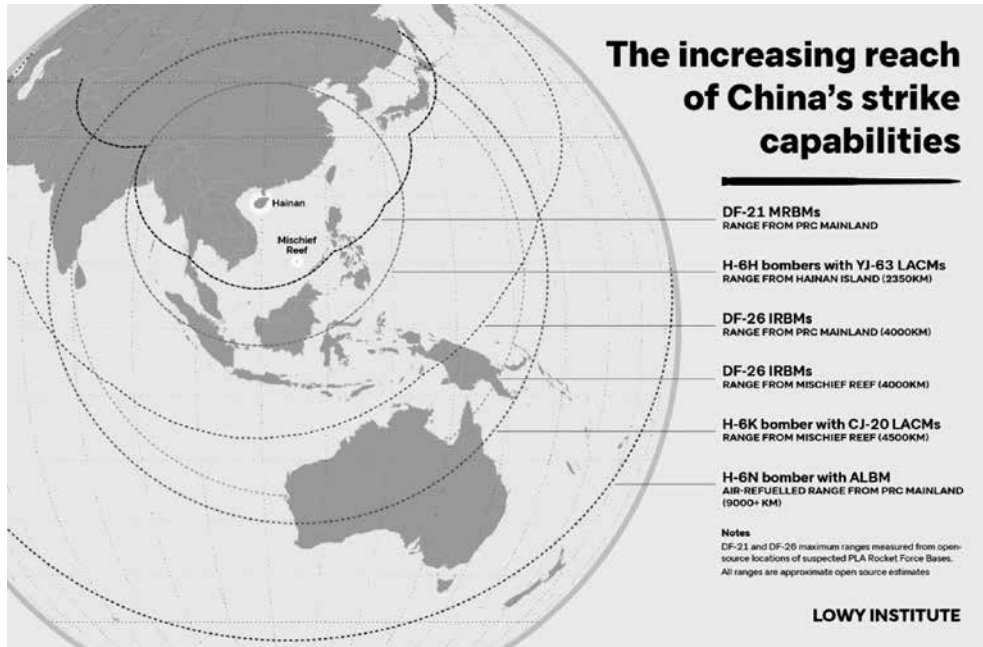 The increasing reach
of China's strike
capabilities
Hainan
Mischief
Reef
DF-21 MRBMs
RANGE FROM PRC MAINLAND
H-6H bombers with YJ-63 LACMs
RANGE FROM HAINAN ISLAND (2350KM)
DF-26 IRBMs
RANGE FROM PRC MAINLAND (4000KM)
DF-26 IRBMs
RANGE FROM MISCHIEF REEF (4000KM)
H-6K bomber with CJ-20 LACMs
RANGE FROM MISCHIEF REEF (4500KM)
H-6N bomber with ALBM
AIR-REFUELLED RANGE FROM PRC MAINLAND
(9000+ KM)
Notes
DF-21 and DF-26 maximum ranges measured from open-
source locations of suspected PLA Rocket Force Bases.
All ranges are approximate open source estimates
LOWY INSTITUTE